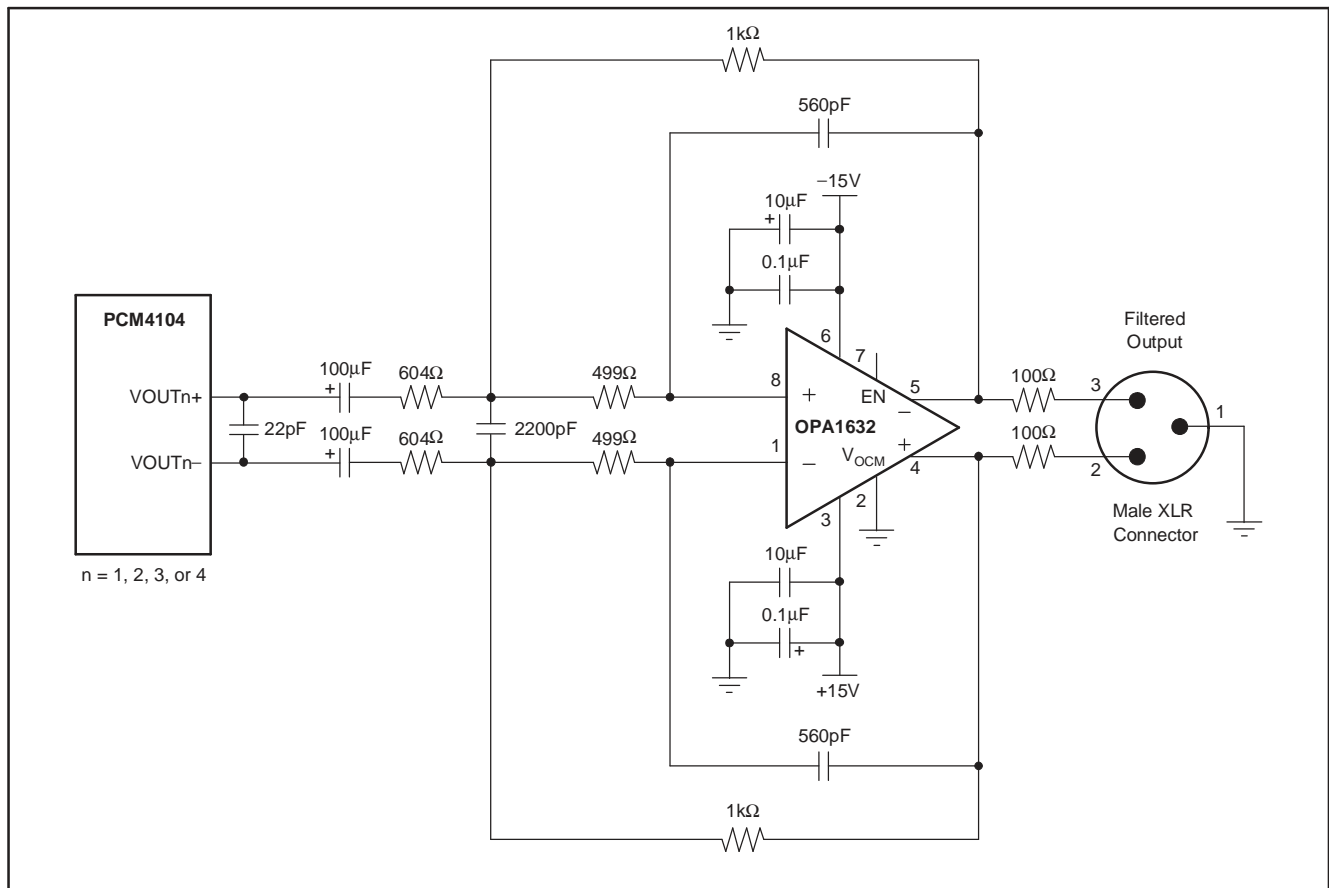 1kΩ
560pF
−15V
10μF
+
0.1μF
PCM4104
6
7
Filtered
Output
100μF
+
604Ω
499Ω
8
+
EN
5
−
100Ω
3
1
VOUTn+
22pF
2200pF
OPA1632
VOUTn−
100μF
+
604Ω
499Ω
1
−
VOCM
+
4
100Ω
2
3
2
Male XLR
Connector
n = 1, 2, 3, or 4
10μF
0.1μF
+
+15V
560pF
1kΩ